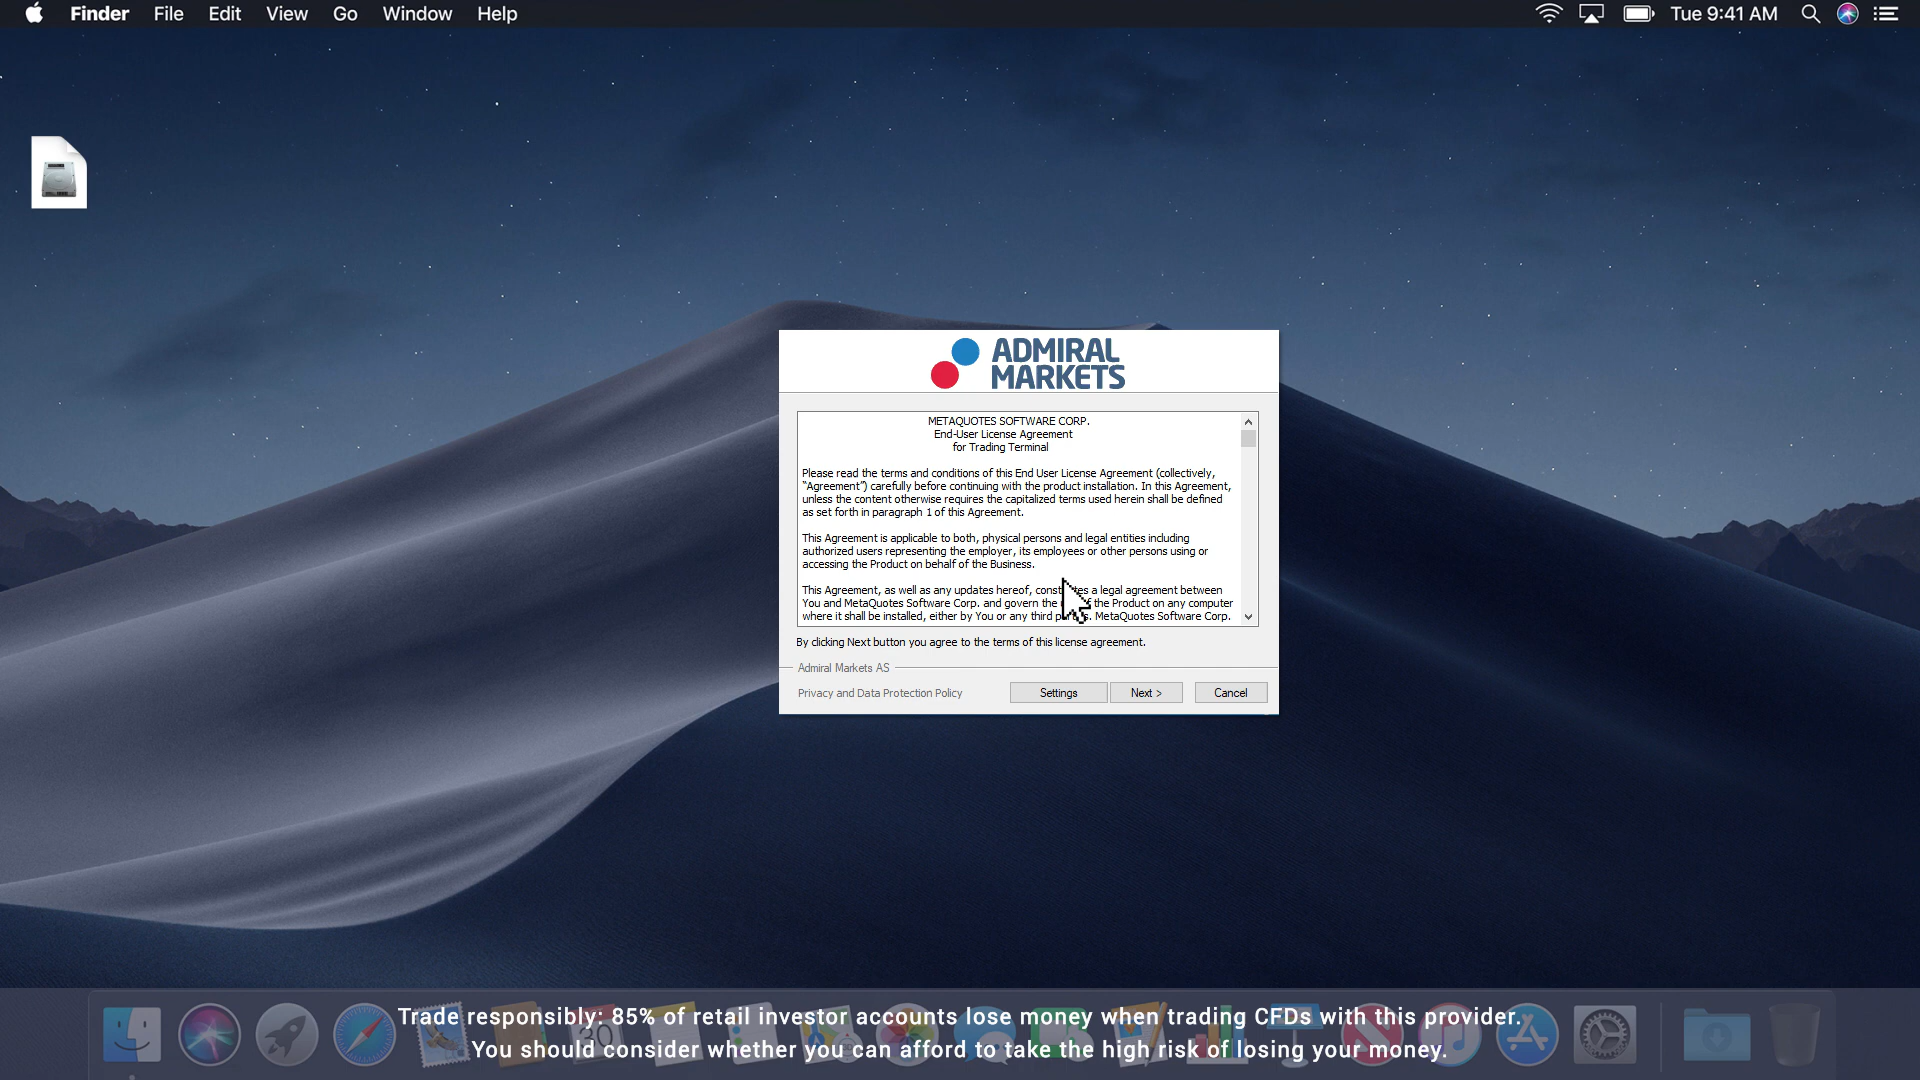 Finder File Edit View Go Window Help Tue 9:41 AM
ADMIRAL
MARKETS
METAQUOTES SOFTWARE CORP.
End-User License Agreement
for Trading Terminal
Please read the terms and conditions of this End User License Agreement (collectively,
“Agreement”) carefully before continuing with the product installation. In this Agreement,
unless the content otherwise requires the capitalized terms used herein shall be defined
as set forth in paragraph 1 of this Agreement.
This Agreement is applicable to both, physical persons and legal entities including
authorized users representing the employer, its employees or other persons using or
accessing the Product on behalf of the Business.
This Agreement, as well as any updates hereof, a legal agreement between
You and MetaQuotes Software Corp. and govern the the Product on any computer
where it shall be installed, either by You or any third MetaQuotes Software Corp.
By clicking Next button you agree to the terms of this license agreement.
Admiral Markets AS
Privacy and Data Protection Policy Settings Next > Cancel
30
Trade responsibly: 85% of retail investor accounts lose money when trading CFDs with this provider.
You should consider whether you can afford to take the high risk of losing your money.